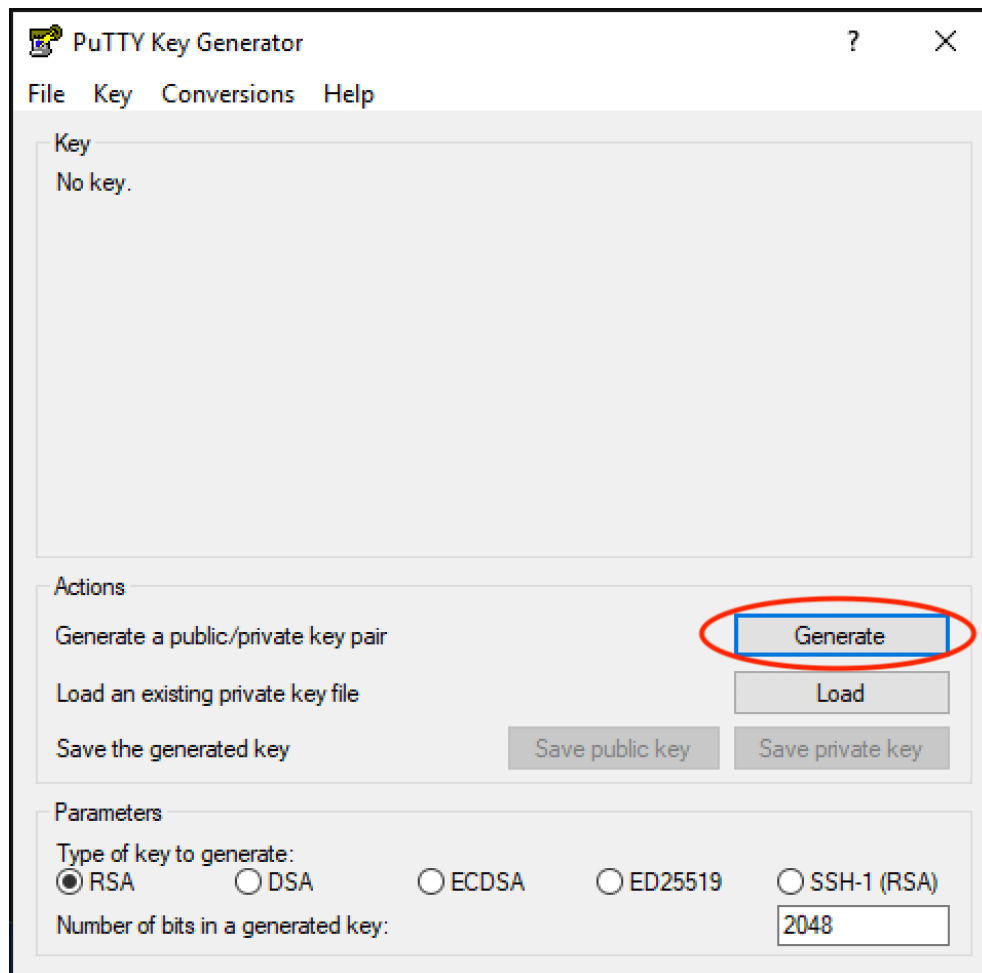 PuTTY Key Generator ?
File Key Conversions Help
Key
No key.
Actions
Generate a public/private key pair Generate
Load an existing private key file Load
Save the generated key Save public key Save private key
Parameters
Type of key to generate:
RSA DSA ECDSA ED25519 SSH-1 (RSA)
Number of bits in a generated key: 2048